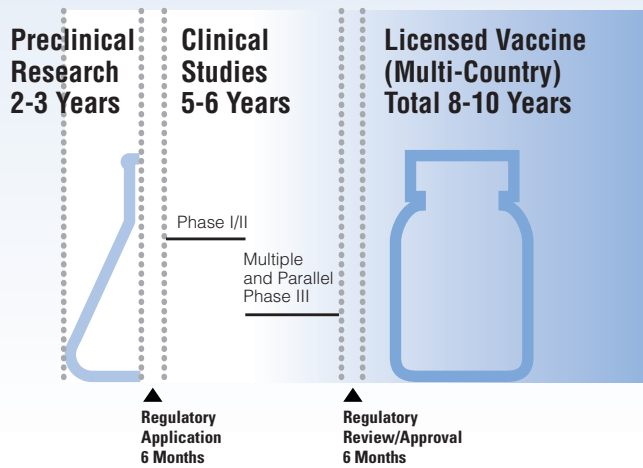 Preclinical
Research
2-3 Years
Clinical
Studies
5-6 Years
Licensed Vaccine
(Multi-Country)
Total 8-10 Years
Phase I/II
Multiple
and Parallel
Phase III
Regulatory
Application
6 Months
Regulatory
Review/Approval
6 Months